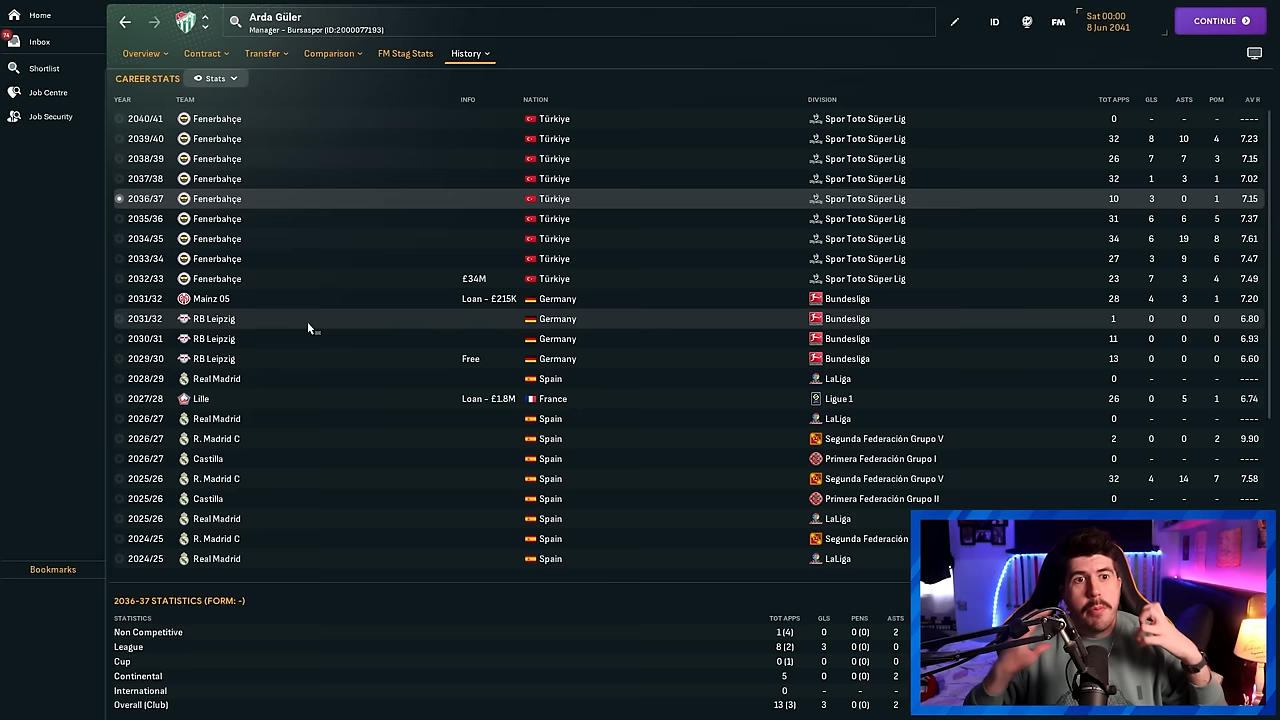 Home
74
Inbox
Shortlist
Job Centre
Job Security
Bookmarks
Arda Güler
Manager - Bursaspor (ID:2000077193)
ID
FM
Sat 00:00
8 Jun 2041
CONTINUE
Overview
Contract
Transfer
Comparison
FM Stag Stats
History
CAREER STATS
Stats
YEAR TEAM INFO NATION DIVISION TOT APPS GLS ASTS POM AV R
2040/41 Fenerbahçe Türkiye Spor Toto Süper Lig 0 - - - ----
2039/40 Fenerbahçe Türkiye Spor Toto Süper Lig 32 8 10 4 7.23
2038/39 Fenerbahçe Türkiye Spor Toto Süper Lig 26 7 7 3 7.15
2037/38 Fenerbahçe Türkiye Spor Toto Süper Lig 32 1 3 1 7.02
2036/37 Fenerbahçe Türkiye Spor Toto Süper Lig 10 3 0 1 7.15
2035/36 Fenerbahçe Türkiye Spor Toto Süper Lig 31 6 6 5 7.37
2034/35 Fenerbahçe Türkiye Spor Toto Süper Lig 34 6 19 8 7.61
2033/34 Fenerbahçe Türkiye Spor Toto Süper Lig 27 3 9 6 7.47
2032/33 Fenerbahçe £34M Türkiye Spor Toto Süper Lig 23 7 3 4 7.49
2031/32 Mainz 05 Loan - £215K Germany Bundesliga 28 4 3 1 7.20
2031/32 RB Leipzig Germany Bundesliga 1 0 0 0 6.80
2030/31 RB Leipzig Germany Bundesliga 11 0 0 0 6.93
2029/30 RB Leipzig Free Germany Bundesliga 13 0 0 0 6.60
2028/29 Real Madrid Spain LaLiga 0 - - - ----
2027/28 Lille Loan - £1.8M France Ligue 1 26 0 5 1 6.74
2026/27 Real Madrid Spain LaLiga 0 - - - ----
2026/27 R. Madrid C Spain Segunda Federación Grupo V 2 0 0 2 9.90
2026/27 Castilla Spain Primera Federación Grupo I 0 - - - ----
2025/26 R. Madrid C Spain Segunda Federación Grupo V 32 4 14 7 7.58
2025/26 Castilla Spain Primera Federación Grupo II 0 - - - ----
2025/26 Real Madrid Spain LaLiga
2024/25 R. Madrid C Spain Segunda Federación
2024/25 Real Madrid Spain LaLiga
2036-37 STATISTICS (FORM: -)
STATISTICS TOT APPS GLS PENS ASTS
Non Competitive 1 (4) 0 0 (0) 2
League 8 (2) 3 0 (0) 0
Cup 0 (1) 0 0 (0) 0
Continental 5 0 0 (0) 2
International 0 - - -
Overall (Club) 13 (3) 3 0 (0) 2